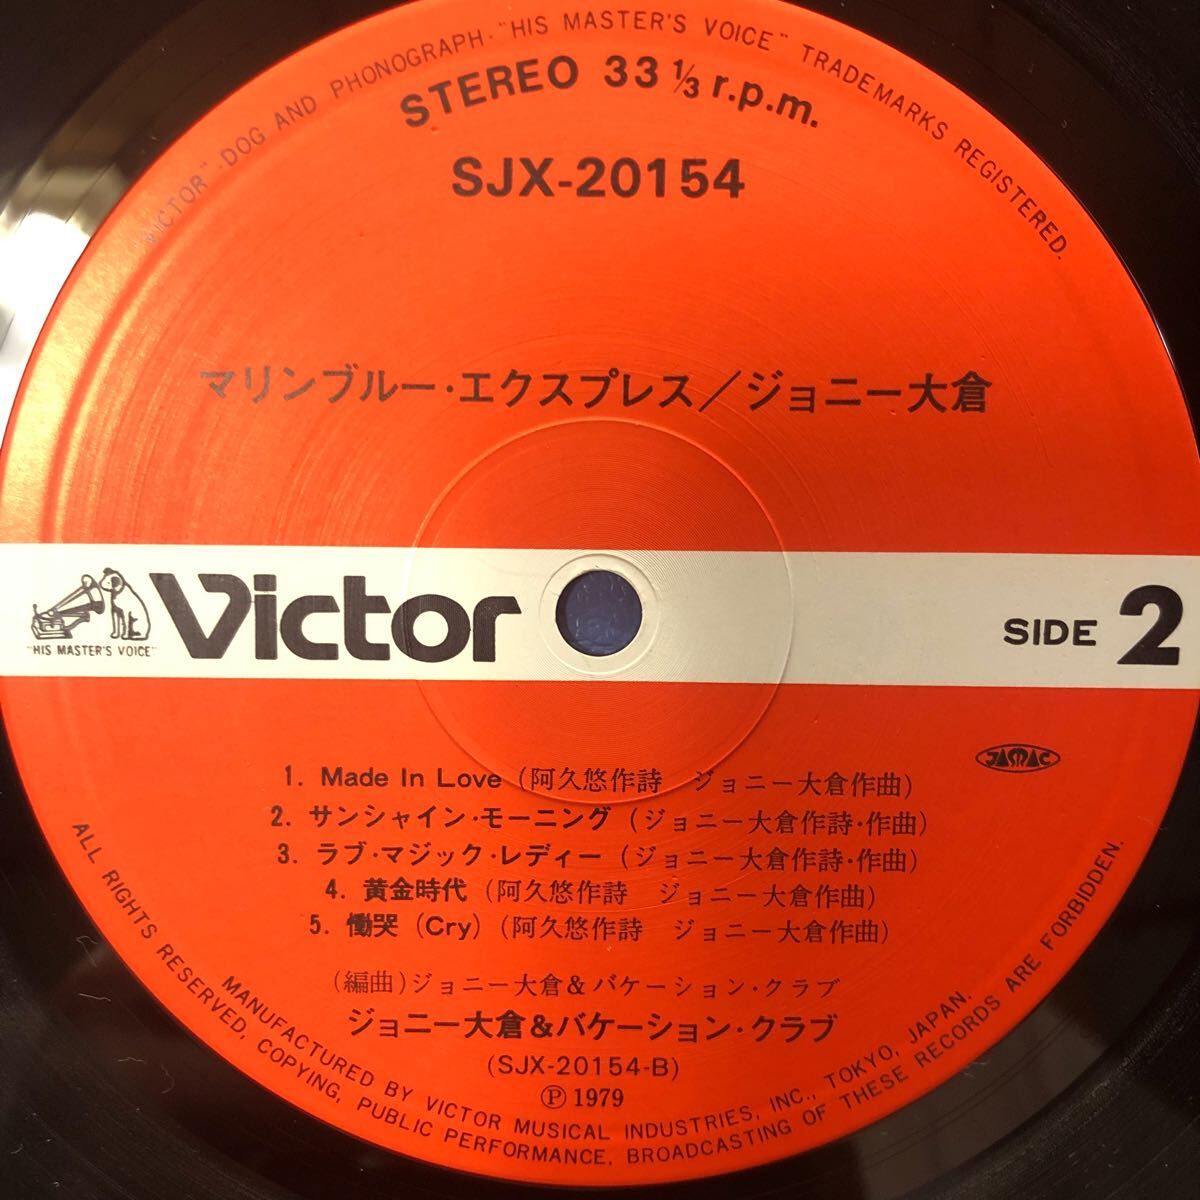 "VICTOR"·DOG AND PHONOGRAPH·"HIS MASTER'S VOICE" TRADEMARKS REGISTERED.
STEREO 33 1/3 r.p.m.
SJX-20154
マリンブルー・エクスプレス／ジョニー大倉
"HIS MASTER'S VOICE"
Victor
SIDE 2
JASRAC
1. Made In Love (阿久悠作詩 ジョニー大倉作曲)
2. サンシャイン・モーニング (ジョニー大倉作詩・作曲)
3. ラブ・マジック・レディー (ジョニー大倉作詩・作曲)
4. 黄金時代 (阿久悠作詩 ジョニー大倉作曲)
5. 慟哭 (Cry) (阿久悠作詩 ジョニー大倉作曲)
(編曲) ジョニー大倉&バケーション・クラブ
ジョニー大倉&バケーション・クラブ
(SJX-20154-B)
Ⓟ 1979
MANUFACTURED BY VICTOR MUSICAL INDUSTRIES, INC., TOKYO, JAPAN.
ALL RIGHTS RESERVED, COPYING, PUBLIC PERFORMANCE, BROADCASTING OF THESE RECORDS ARE FORBIDDEN.